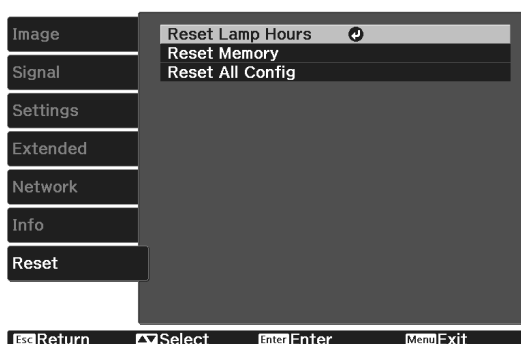 Image
Signal
Settings
Extended
Network
Info
Reset
Reset Lamp Hours
Reset Memory
Reset All Config
Esc Return Select Enter Enter Menu Exit